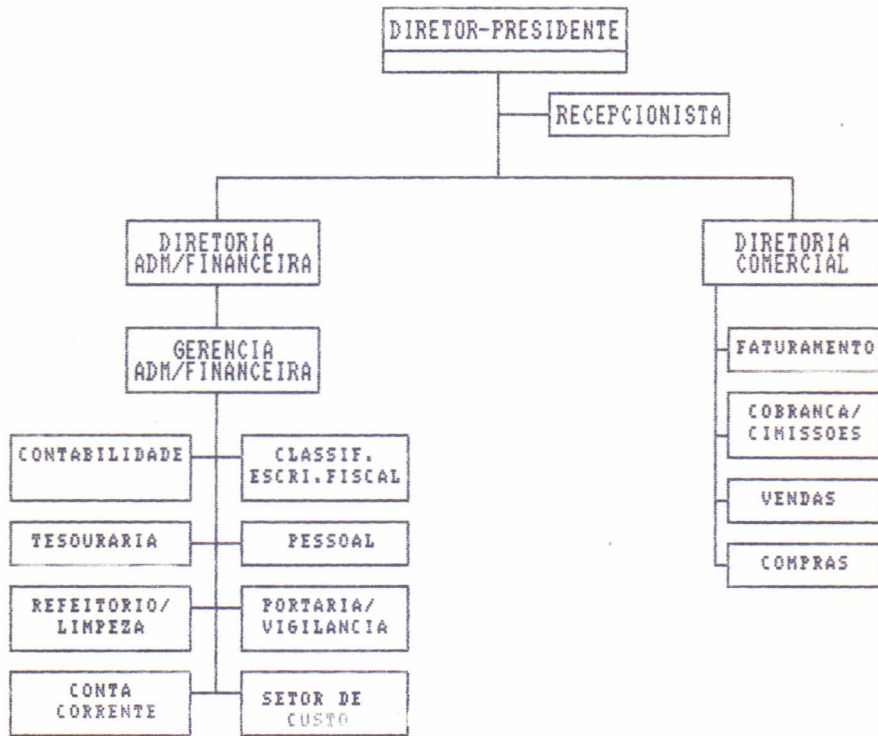 DIRETOR-PRESIDENTE
RECEPCIONISTA
DIRETORIA
ADM/FINANCEIRA
DIRETORIA
COMERCIAL
GERENCIA
ADM/FINANCEIRA
FATURAMENTO
COBRANCA/
CIMISSOES
VENDAS
COMPRAS
CONTABILIDADE
CLASSIF.
ESCRI.FISCAL
TESOURARIA
PESSOAL
REFEITORIO/
LIMPEZA
PORTARIA/
VIGILANCIA
CONTA
CORRENTE
SETOR DE
CUSTO